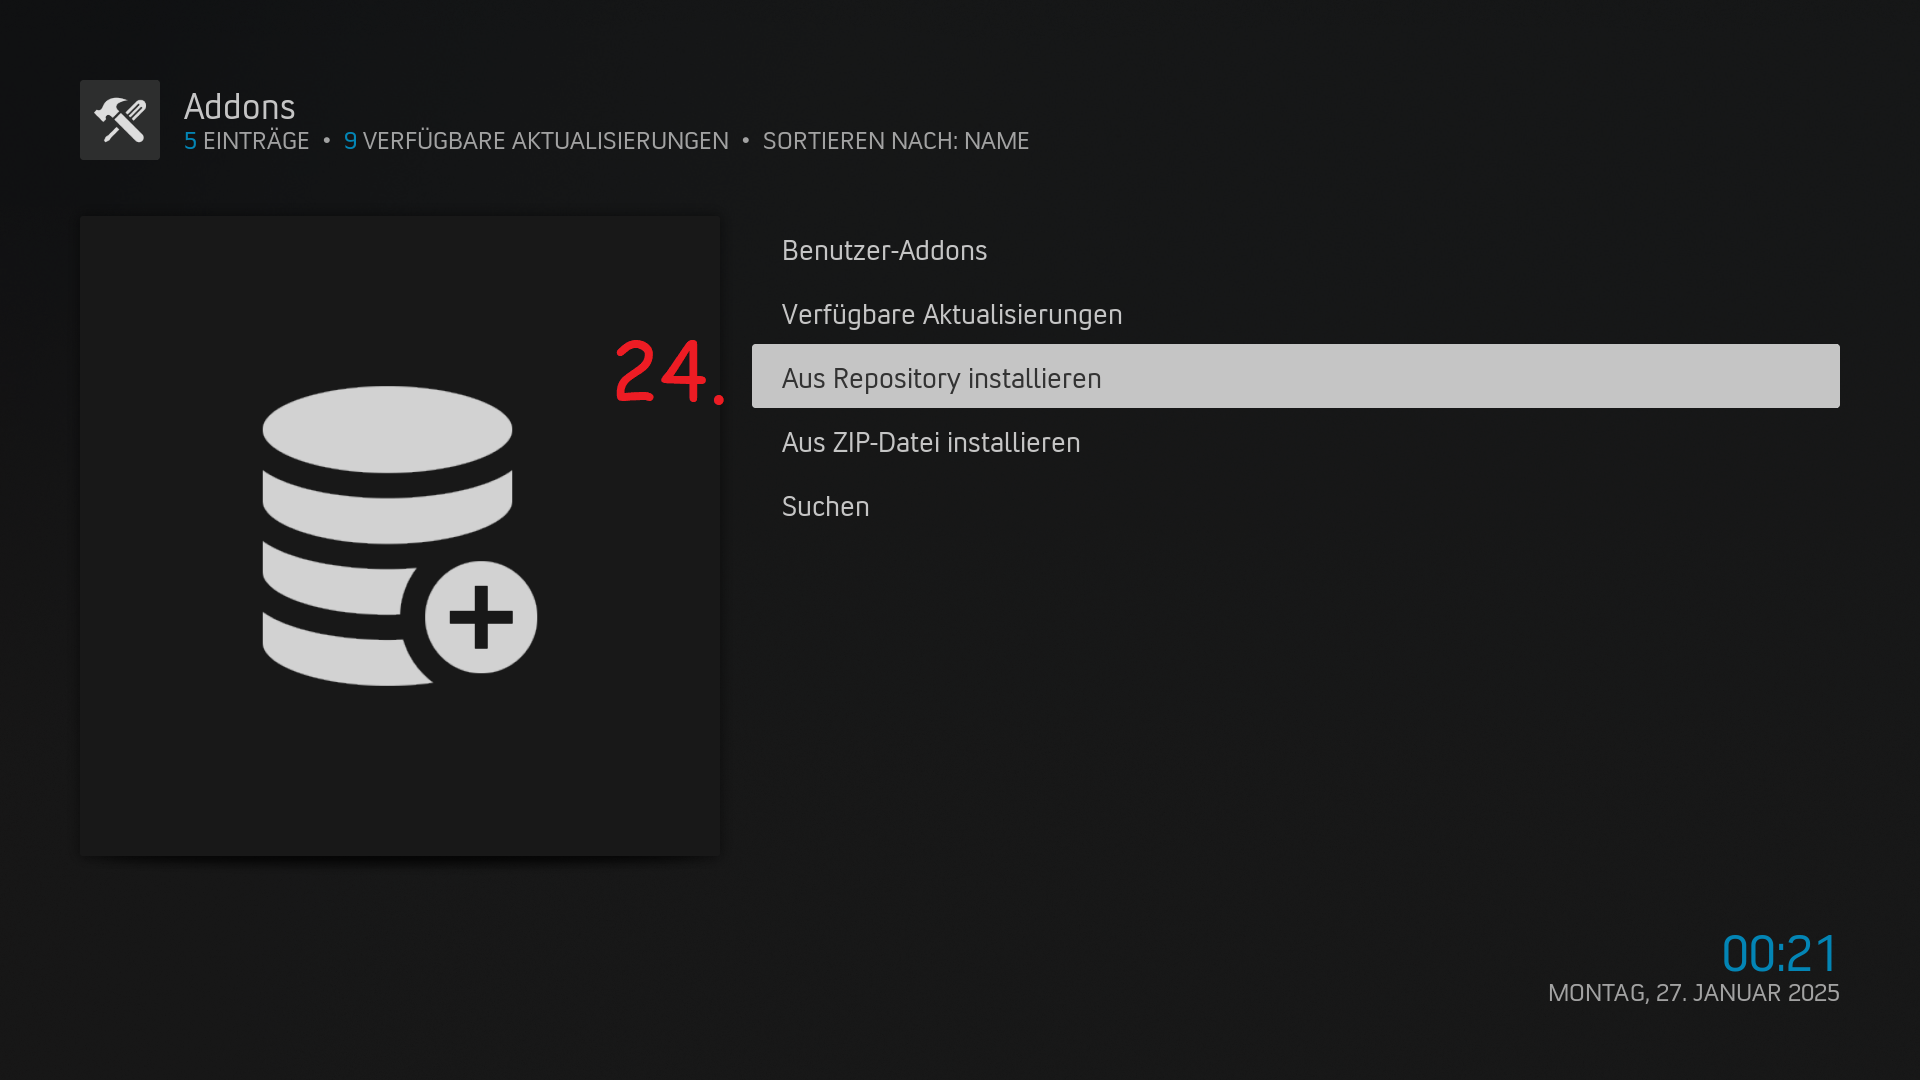 Addons
5 EINTRÄGE • 9 VERFÜGBARE AKTUALISIERUNGEN • SORTIEREN NACH: NAME
Benutzer-Addons
Verfügbare Aktualisierungen
24. Aus Repository installieren
Aus ZIP-Datei installieren
Suchen
00:21
MONTAG, 27. JANUAR 2025